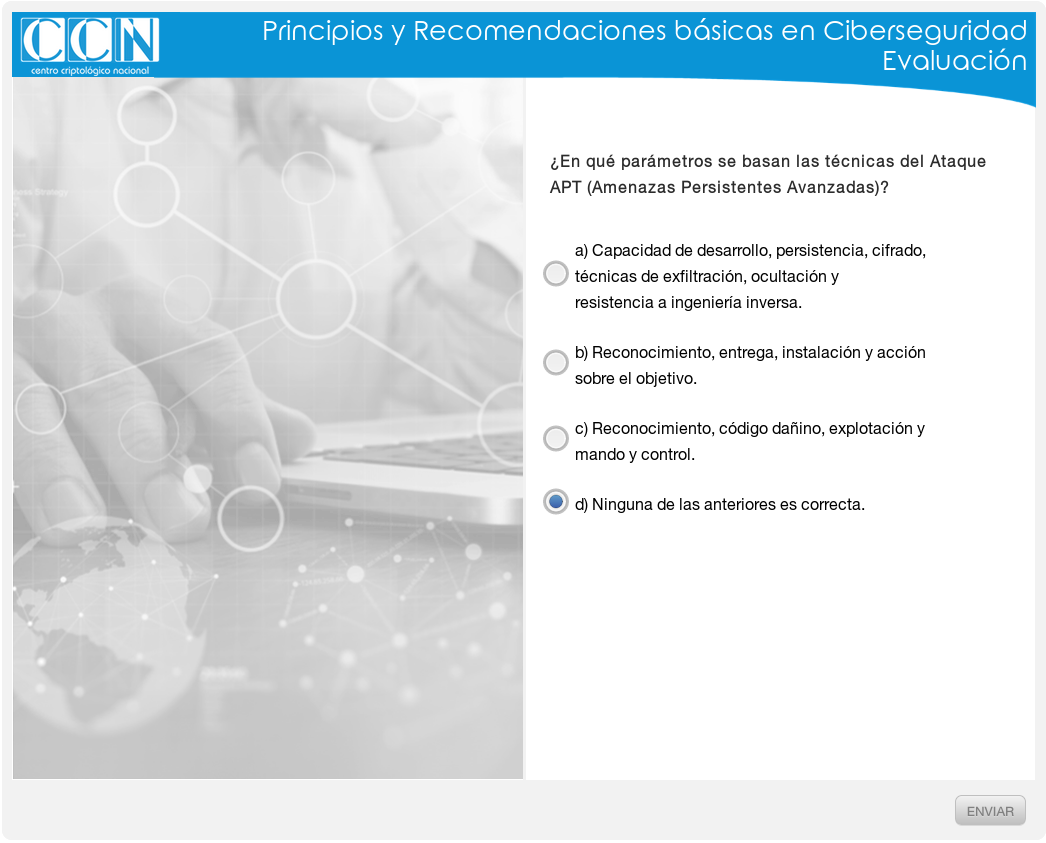 CCN
centro criptológico nacional
Principios y Recomendaciones básicas en Ciberseguridad
Evaluación
¿En qué parámetros se basan las técnicas del Ataque
APT (Amenazas Persistentes Avanzadas)?
a) Capacidad de desarrollo, persistencia, cifrado,
técnicas de exfiltración, ocultación y
resistencia a ingeniería inversa.
b) Reconocimiento, entrega, instalación y acción
sobre el objetivo.
c) Reconocimiento, código dañino, explotación y
mando y control.
d) Ninguna de las anteriores es correcta.
ENVIAR